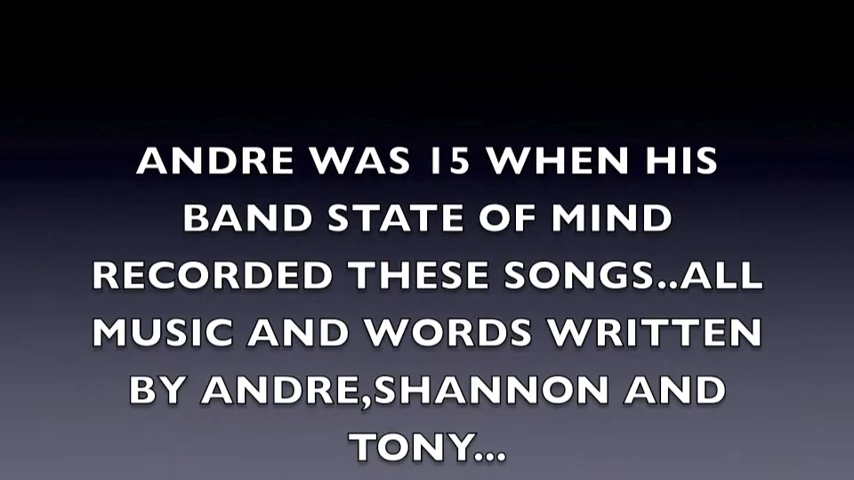 ANDRE WAS 15 WHEN HIS
BAND STATE OF MIND
RECORDED THESE SONGS..ALL
MUSIC AND WORDS WRITTEN
BY ANDRE,SHANNON AND
TONY...